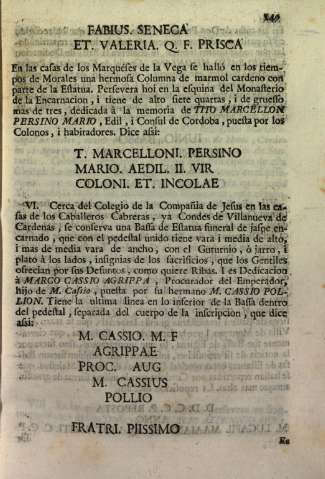 FABIUS. SENECA
ET. VALERIA. Q. F. PRISCA
En las casas de los Marqueses de la Vega se hallò en los tiem-
pos de Morales una hermosa Columna de marmol cardeno con
parte de la Estatua. Persevera hoi en la esquina del Monasterio
de la Encarnacion, i tiene de alto siete quartas, i de grueso
mas de tres, dedicada à la memoria de TITO MARCELLON
PERSINO MARIO, Edil, i Consul de Cordoba, puesta por los
Colonos, i habitadores. Dice asi:
T. MARCELLONI. PERSINO
MARIO. AEDIL. II. VIR
COLONI. ET. INCOLAE
VI. Cerca del Colegio de la Compañia de Jesus en las ca-
sas de los Caballeros Cabreras, ya Condes de Villanueva de
Cardenas, se conserva una Basa de Estatua funeral de jaspe en-
carnado, que con el pedestal unido tiene vara i media de alto,
i mas de media vara de ancho, con el Guturnio, ò jarro, i
plato à los lados, insignias de los sacrificios, que los Gentiles
ofrecian por sus Defuntos, como quiere Ribas. I es Dedicacion
à MARCO CASSIO AGRIPPA, Procurador del Emperador,
hijo de M. Casio, puesta por su hermano M. CASSIO POL-
LION. Tiene la ultima linea en lo inferior de la Basa dentro
del pedestal, separada del cuerpo de la inscripcion, que dice
asi:
M. CASSIO. M. F
AGRIPPAE
PROC. AUG
M. CASSIUS
POLLIO
FRATRI. PIISSIMO